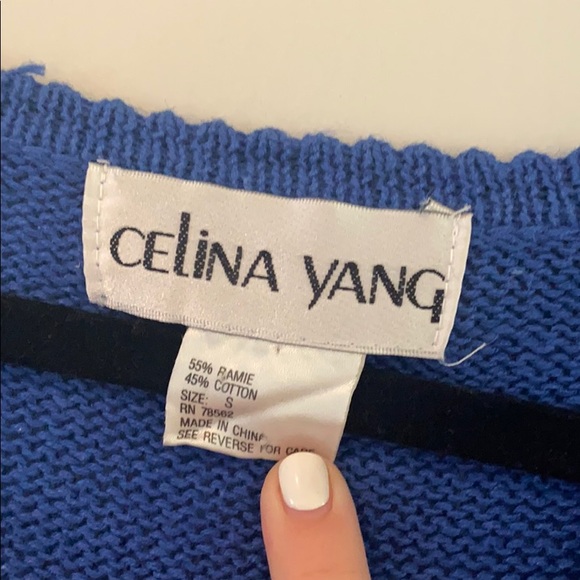 CELINA YANG
55% RAMIE
45% COTTON
SIZE: S
RN 78562
MADE IN CHINA
SEE REVERSE FOR CARE